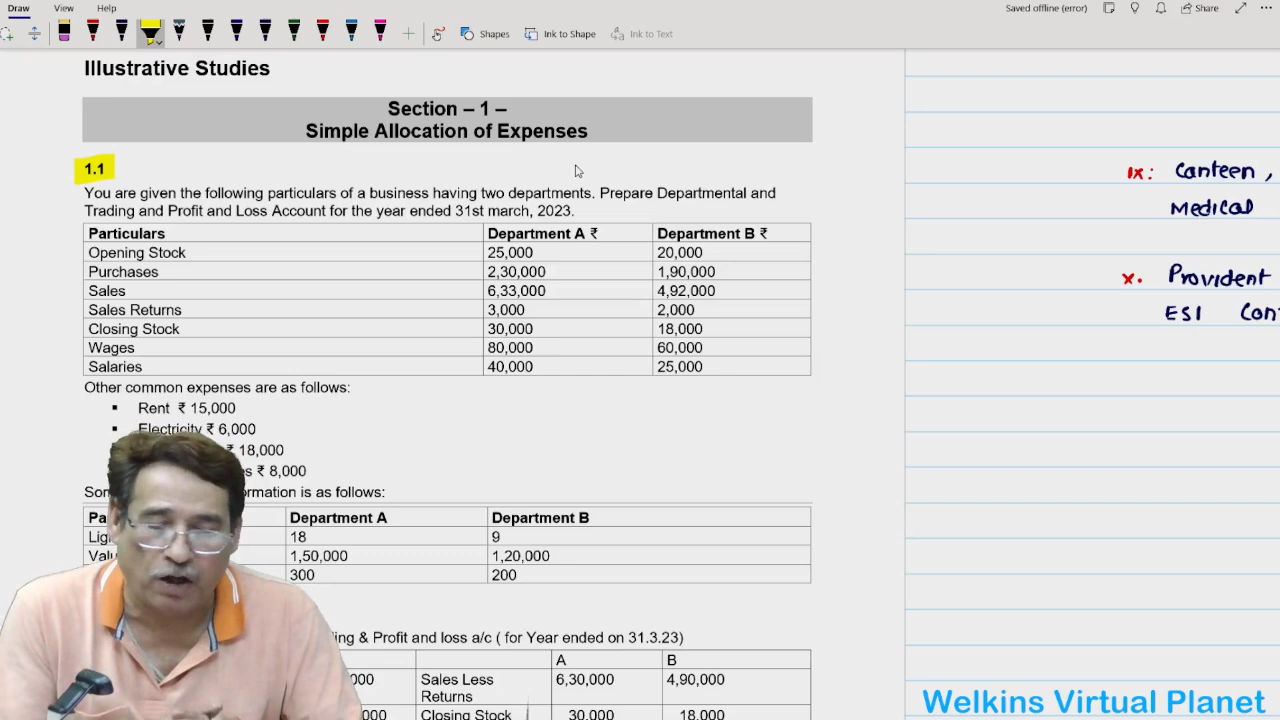 Draw View Help Saved offline (error) Share
Shapes Ink to Shape Ink to Text
Illustrative Studies
Section – 1 –
Simple Allocation of Expenses
1.1
You are given the following particulars of a business having two departments. Prepare Departmental and
Trading and Profit and Loss Account for the year ended 31st march, 2023.
Particulars Department A ₹ Department B ₹
Opening Stock 25,000 20,000
Purchases 2,30,000 1,90,000
Sales 6,33,000 4,92,000
Sales Returns 3,000 2,000
Closing Stock 30,000 18,000
Wages 80,000 60,000
Salaries 40,000 25,000
Other common expenses are as follows:
▪ Rent ₹ 15,000
▪ Electricity ₹ 6,000
₹ 18,000
₹ 8,000
is as follows:
Department A Department B
18 9
1,50,000 1,20,000
300 200
& Profit and loss a/c ( for Year ended on 31.3.23)
A B
Sales Less 6,30,000 4,90,000
Returns
Closing Stock 30,000 18,000
ix: Canteen,
Medical
x. Provident
ESI
Welkins Virtual Planet